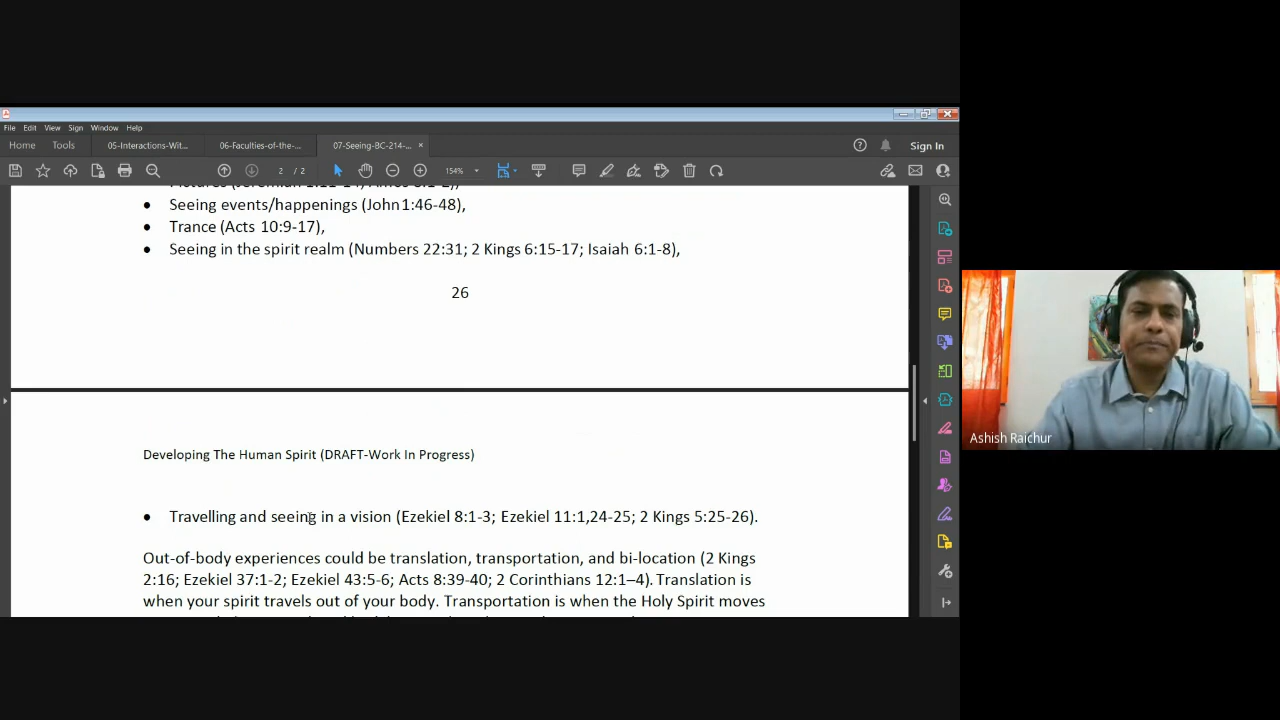 File Edit View Sign Window Help
Home Tools 05-Interactions-Wit... 06-Faculties-of-the-... 07-Seeing-BC-214-... × Sign In
2 / 2 154%
Seeing events/happenings (John1:46-48),
Trance (Acts 10:9-17),
Seeing in the spirit realm (Numbers 22:31; 2 Kings 6:15-17; Isaiah 6:1-8),
26
Developing The Human Spirit (DRAFT-Work In Progress)
Travelling and seeing in a vision (Ezekiel 8:1-3; Ezekiel 11:1,24-25; 2 Kings 5:25-26).
Out-of-body experiences could be translation, transportation, and bi-location (2 Kings
2:16; Ezekiel 37:1-2; Ezekiel 43:5-6; Acts 8:39-40; 2 Corinthians 12:1–4). Translation is
when your spirit travels out of your body. Transportation is when the Holy Spirit moves
Ashish Raichur